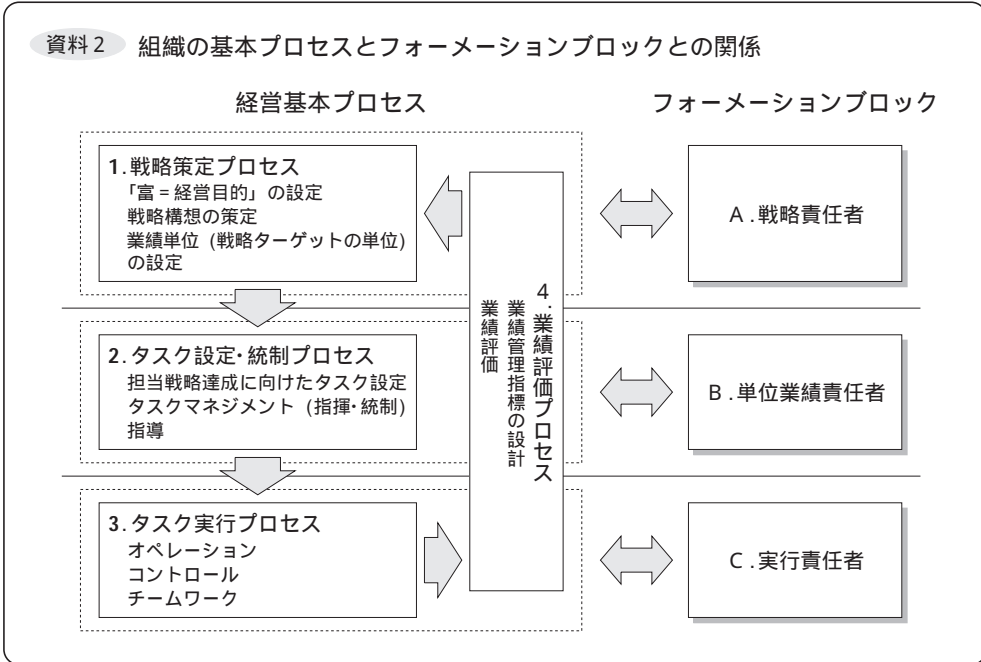 資料2 組織の基本プロセスとフォーメーションブロックとの関係
経営基本プロセス
フォーメーションブロック
1.戦略策定プロセス
「富=経営目的」の設定
戦略構想の策定
業績単位 (戦略ターゲットの単位)
の設定
A.戦略責任者
2.タスク設定・統制プロセス
担当戦略達成に向けたタスク設定
タスクマネジメント (指揮・統制)
指導
B.単位業績責任者
3.タスク実行プロセス
オペレーション
コントロール
チームワーク
C.実行責任者
4.業績評価プロセス
業績管理指標の設計
業績評価